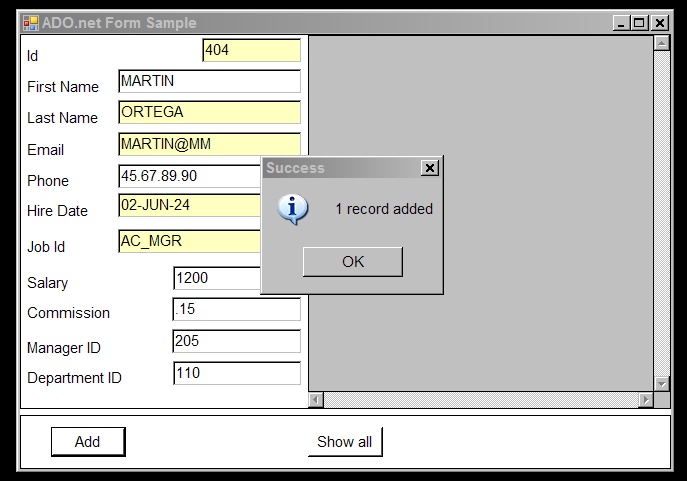 ADO.net Form Sample
Id 404
First Name MARTIN
Last Name ORTEGA
Email MARTIN@MM
Phone 45.67.89.90
Hire Date 02-JUN-24
Job Id AC_MGR
Salary 1200
Commission .15
Manager ID 205
Department ID 110
Success
1 record added
OK
Add Show all